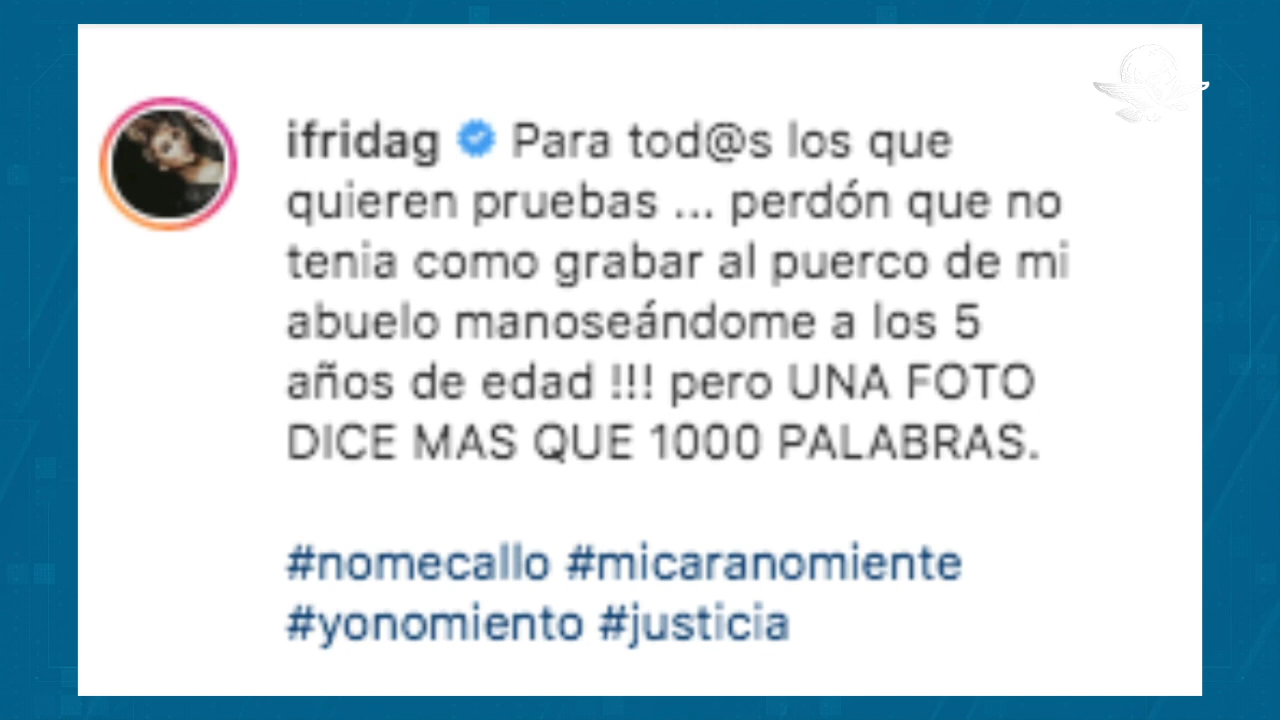 ifridag Para tod@s los que
quieren pruebas ... perdón que no
tenia como grabar al puerco de mi
abuelo manoseándome a los 5
años de edad !!! pero UNA FOTO
DICE MAS QUE 1000 PALABRAS.
#nomecallo #micaranomiente
#yonomiento #justicia